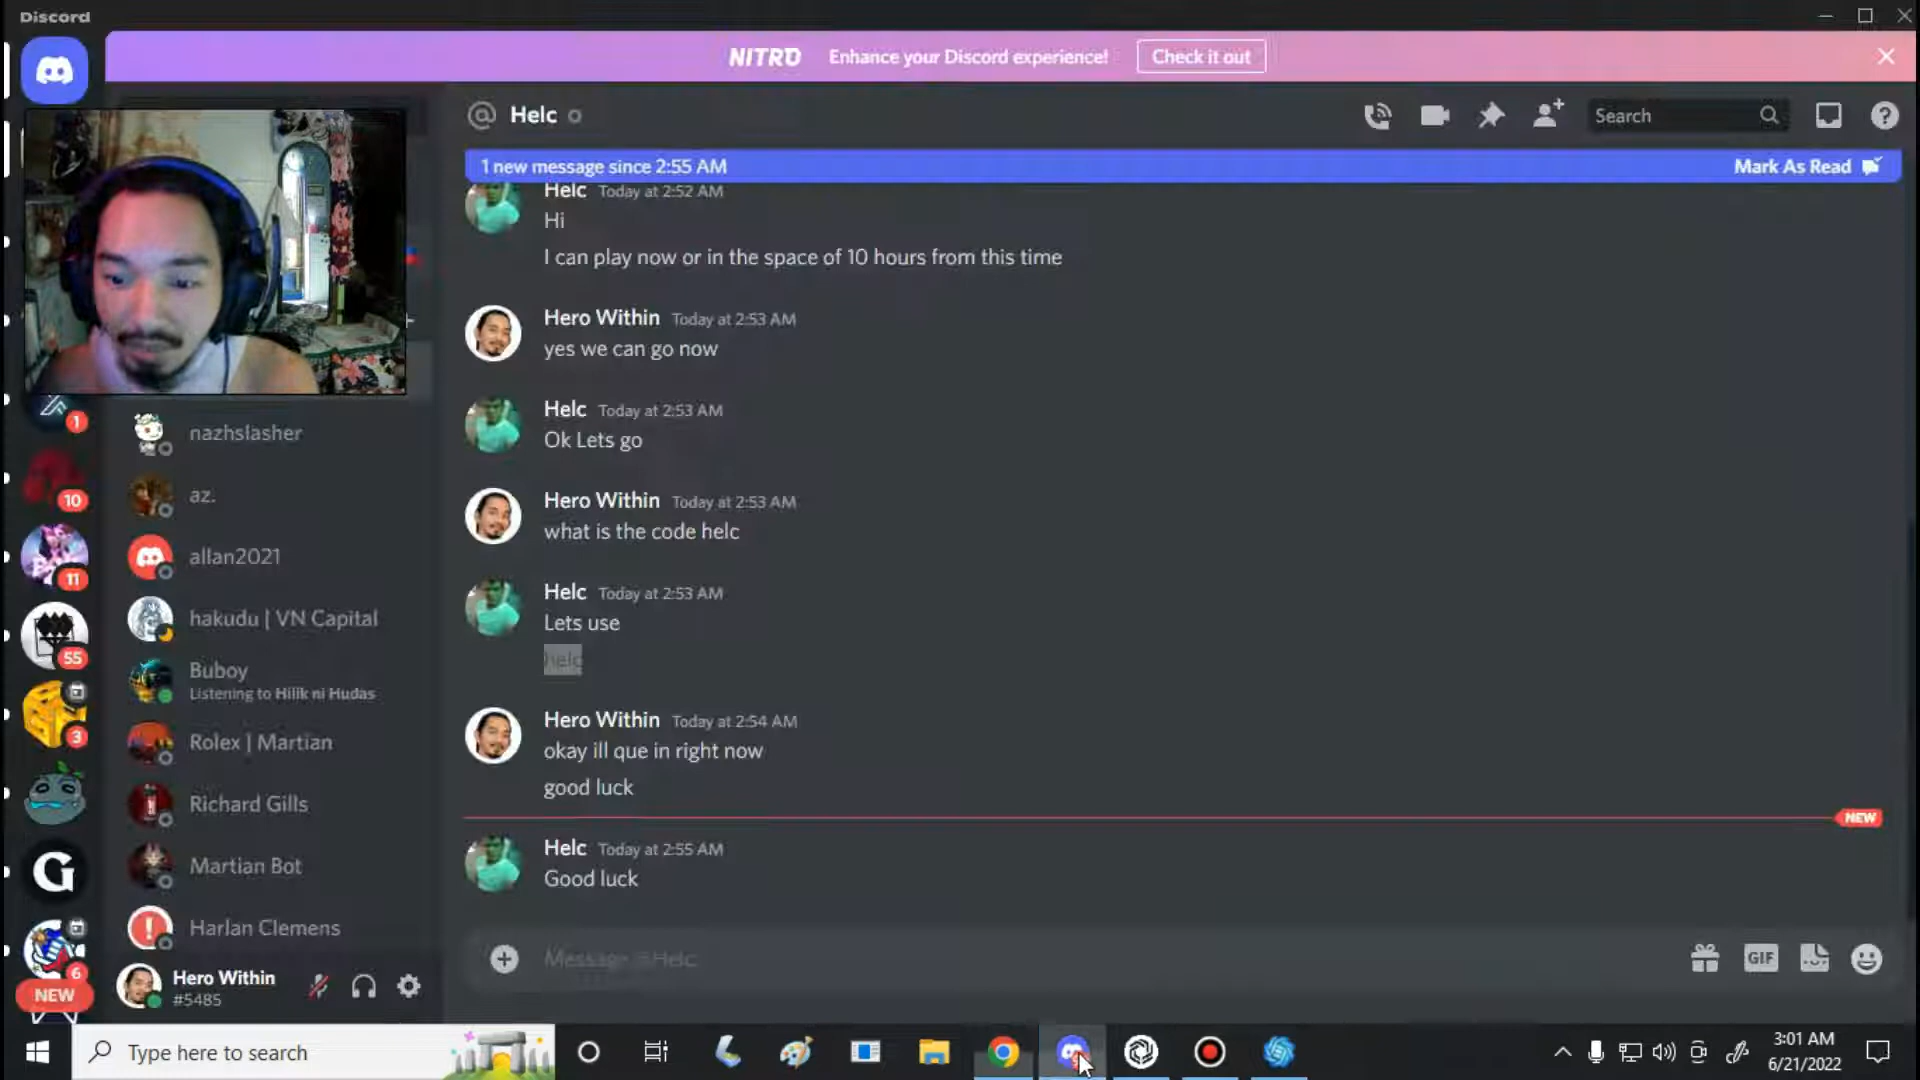 Discord
NITRO Enhance your Discord experience! Check it out
Helc
Search
1 new message since 2:55 AM
Mark As Read
Helc Today at 2:52 AM
Hi
I can play now or in the space of 10 hours from this time
Hero Within Today at 2:53 AM
yes we can go now
Helc Today at 2:53 AM
Ok Lets go
Hero Within Today at 2:53 AM
what is the code helc
Helc Today at 2:53 AM
Lets use
helc
Hero Within Today at 2:54 AM
okay ill que in right now
good luck
NEW
Helc Today at 2:55 AM
Good luck
Message @Helc
GIF
1
10
11
55
3
G
6
NEW
nazhslasher
az.
allan2021
hakudu | VN Capital
Buboy
Listening to Hilik ni Hudas
Rolex | Martian
Richard Gills
Martian Bot
Harlan Clemens
Hero Within
#5485
Type here to search
3:01 AM
6/21/2022